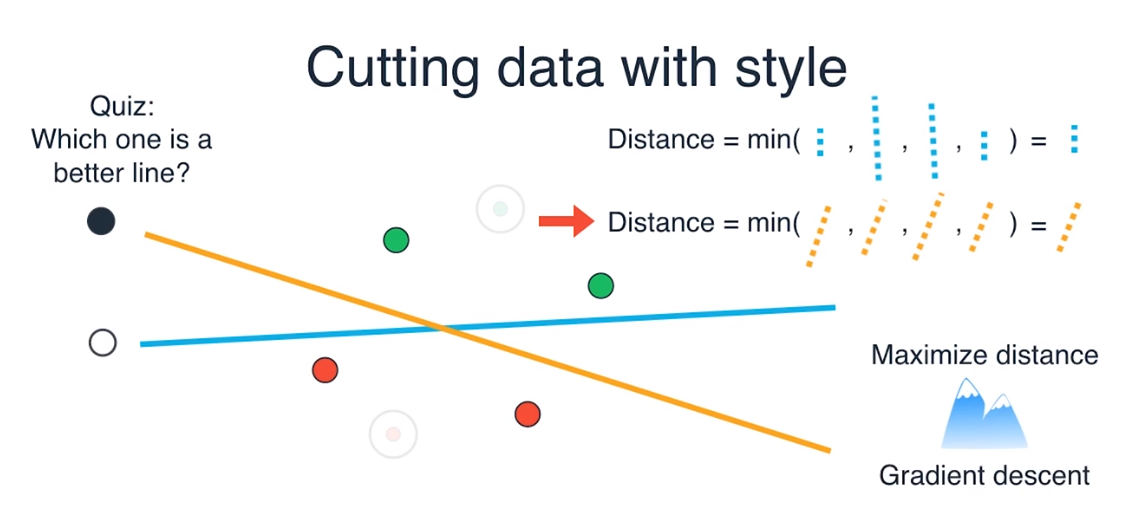 Cutting data with style
Quiz:
Which one is a
better line?
Distance = min( , , , ) =
Distance = min( , , , ) =
Maximize distance
Gradient descent